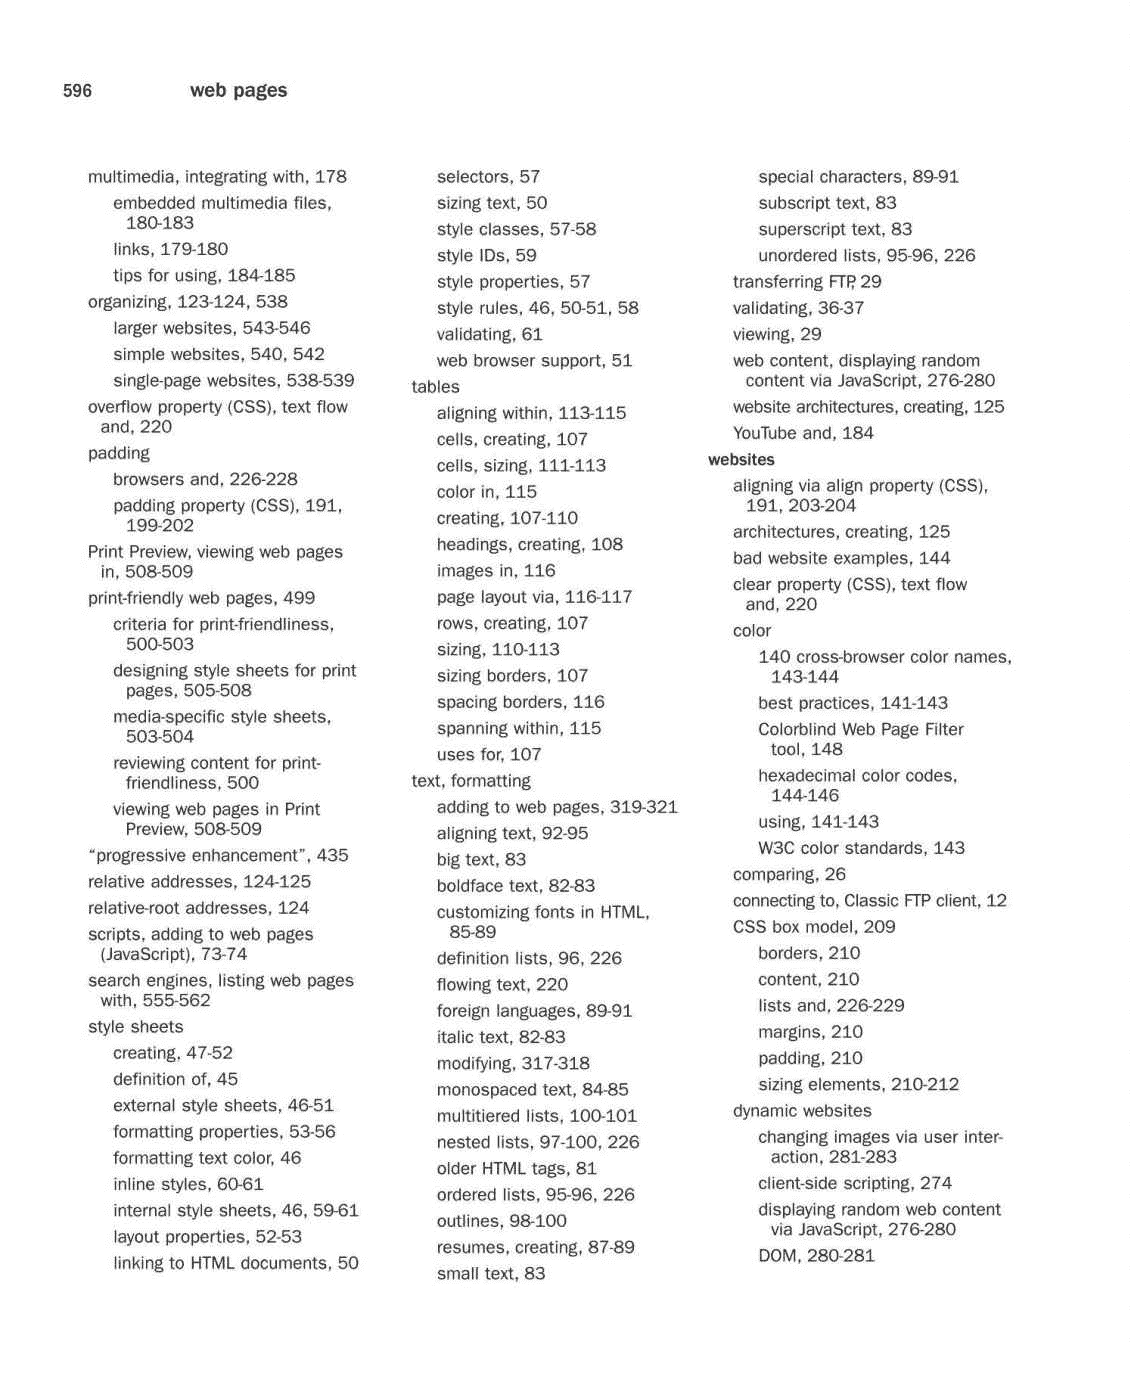 596 web pages
multimedia, integrating with, 178
embedded multimedia files,
180-183
links, 179-180
tips for using, 184-185
organizing, 123-124, 538
larger websites, 543-546
simple websites, 540, 542
single-page websites, 538-539
overflow property (CSS), text flow
and, 220
padding
browsers and, 226-228
padding property (CSS), 191,
199-202
Print Preview, viewing web pages
in, 508-509
print-friendly web pages, 499
criteria for print-friendliness,
500-503
designing style sheets for print
pages, 505-508
media-specific style sheets,
503-504
reviewing content for print-
friendliness, 500
viewing web pages in Print
Preview, 508-509
“progressive enhancement”, 435
relative addresses, 124-125
relative-root addresses, 124
scripts, adding to web pages
(JavaScript), 73-74
search engines, listing web pages
with, 555-562
style sheets
creating, 47-52
definition of, 45
external style sheets, 46-51
formatting properties, 53-56
formatting text color, 46
inline styles, 60-61
internal style sheets, 46, 59-61
layout properties, 52-53
linking to HTML documents, 50
selectors, 57
sizing text, 50
style classes, 57-58
style IDs, 59
style properties, 57
style rules, 46, 50-51, 58
validating, 61
web browser support, 51
tables
aligning within, 113-115
cells, creating, 107
cells, sizing, 111-113
color in, 115
creating, 107-110
headings, creating, 108
images in, 116
page layout via, 116-117
rows, creating, 107
sizing, 110-113
sizing borders, 107
spacing borders, 116
spanning within, 115
uses for, 107
text, formatting
adding to web pages, 319-321
aligning text, 92-95
big text, 83
boldface text, 82-83
customizing fonts in HTML,
85-89
definition lists, 96, 226
flowing text, 220
foreign languages, 89-91
italic text, 82-83
modifying, 317-318
monospaced text, 84-85
multitiered lists, 100-101
nested lists, 97-100, 226
older HTML tags, 81
ordered lists, 95-96, 226
outlines, 98-100
resumes, creating, 87-89
small text, 83
special characters, 89-91
subscript text, 83
superscript text, 83
unordered lists, 95-96, 226
transferring FTP, 29
validating, 36-37
viewing, 29
web content, displaying random
content via JavaScript, 276-280
website architectures, creating, 125
YouTube and, 184
websites
aligning via align property (CSS),
191, 203-204
architectures, creating, 125
bad website examples, 144
clear property (CSS), text flow
and, 220
color
140 cross-browser color names,
143-144
best practices, 141-143
Colorblind Web Page Filter
tool, 148
hexadecimal color codes,
144-146
using, 141-143
W3C color standards, 143
comparing, 26
connecting to, Classic FTP client, 12
CSS box model, 209
borders, 210
content, 210
lists and, 226-229
margins, 210
padding, 210
sizing elements, 210-212
dynamic websites
changing images via user inter-
action, 281-283
client-side scripting, 274
displaying random web content
via JavaScript, 276-280
DOM, 280-281